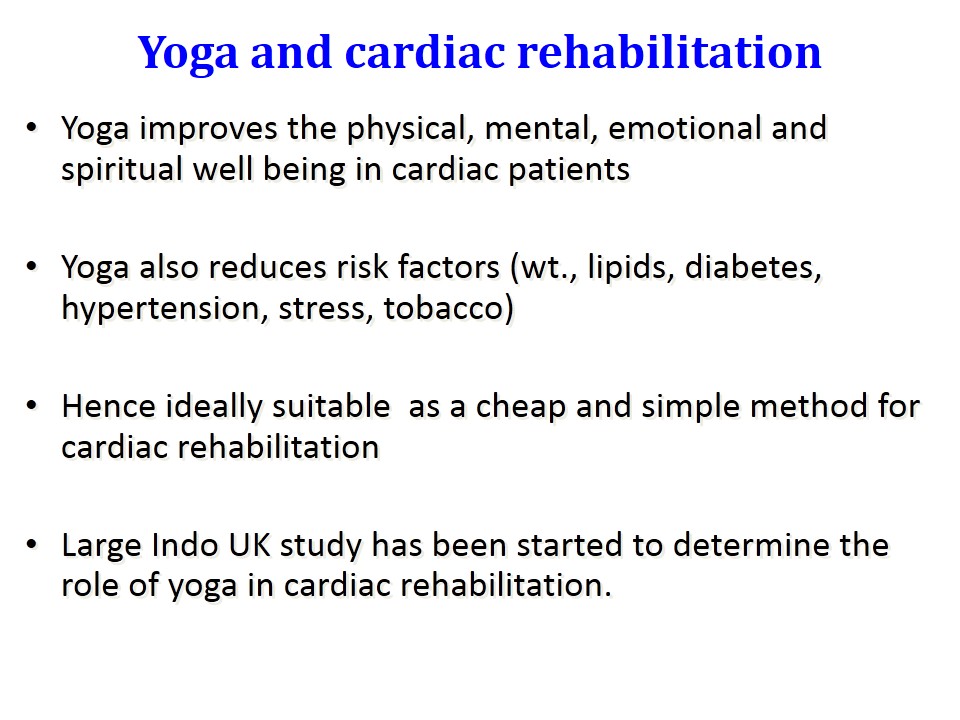 Yoga and cardiac rehabilitation
• Yoga improves the physical, mental, emotional and
spiritual well being in cardiac patients
• Yoga also reduces risk factors (wt., lipids, diabetes,
hypertension, stress, tobacco)
• Hence ideally suitable  as a cheap and simple method for
cardiac rehabilitation
• Large Indo UK study has been started to determine the
role of yoga in cardiac rehabilitation.